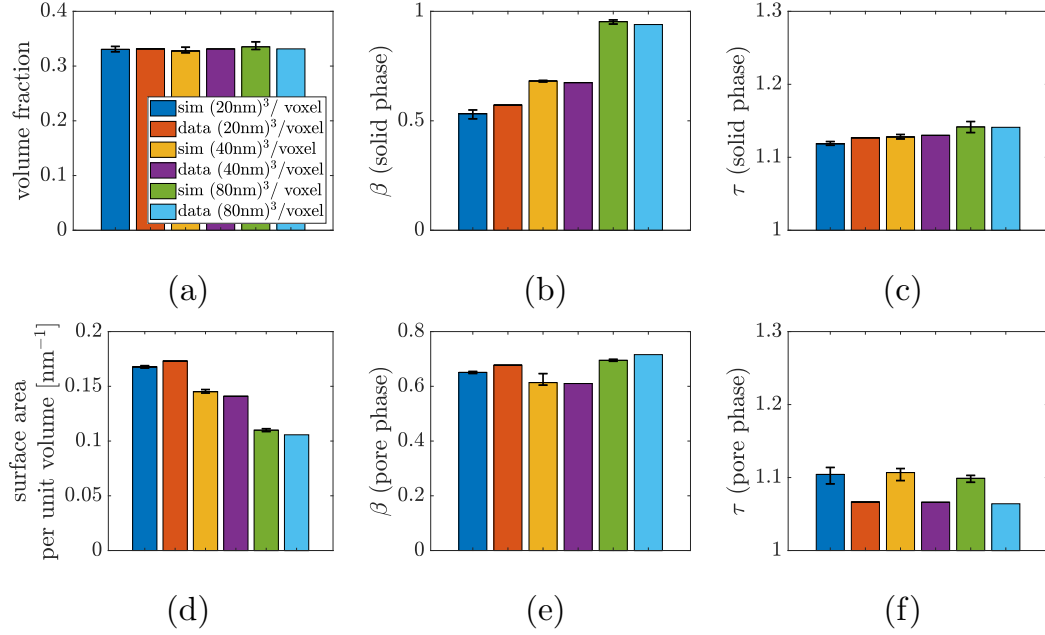 0.4
0.3
0.2
0.1
0
volume fraction
sim (20nm)³/ voxel
data (20nm)³/voxel
sim (40nm)³/voxel
data (40nm)³/voxel
sim (80nm)³/ voxel
data (80nm)³/voxel
(a)
1
0.5
0
β (solid phase)
(b)
1.3
1.2
1.1
1
τ (solid phase)
(c)
0.2
0.15
0.1
0.05
0
surface area
per unit volume [nm⁻¹]
(d)
0.8
0.6
0.4
0.2
0
β (pore phase)
(e)
1.3
1.2
1.1
1
τ (pore phase)
(f)